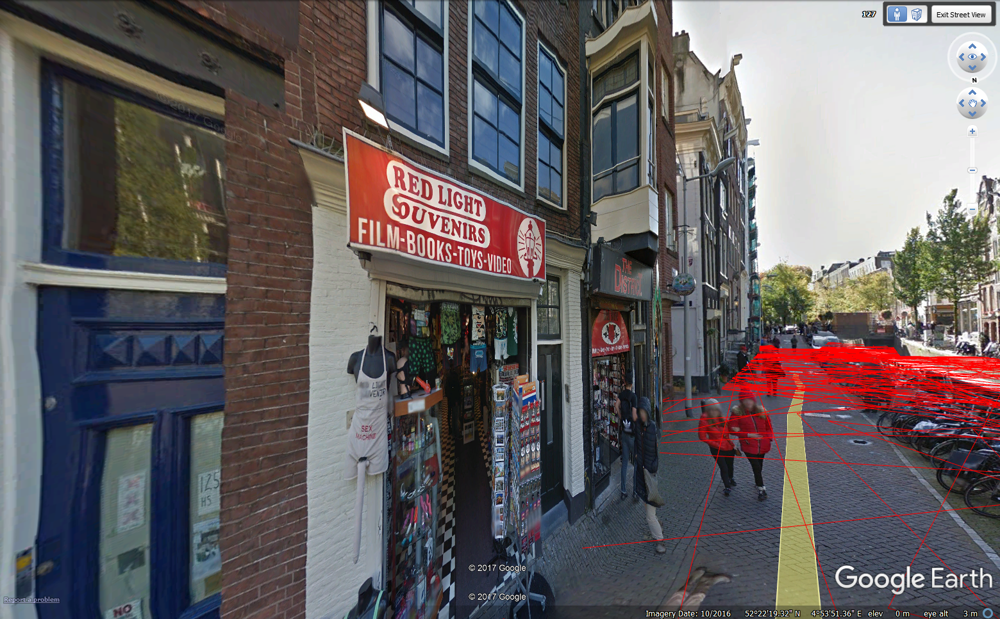 127
Exit Street View
N
RED LIGHT
SOUVENIRS
FILM-BOOKS-TOYS-VIDEO
THE
DISTRICT
SEX
MACHINE
125
HS
NO
© 2017 Google
© 2017 Google
Google Earth
Report a problem
Imagery Date: 10/2016 52°22'19.32" N 4°53'51.36" E elev 0 m eye alt 3 m